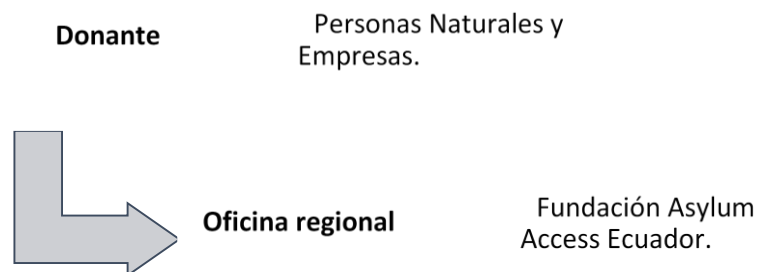 Donante
Personas Naturales y
Empresas.
Oficina regional
Fundación Asylum
Access Ecuador.